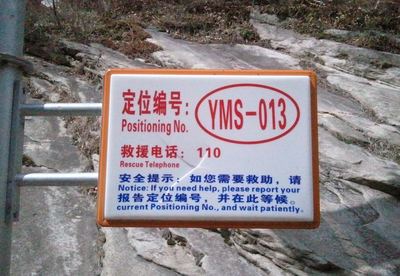 定位编号：
YMS-013
Positioning No.
救援电话：110
Rescue Telephone
安全提示：如您需要救助，请
Notice: If you need help, please report your
报告定位编号，并在此等候。
current Positioning No., and wait patiently.